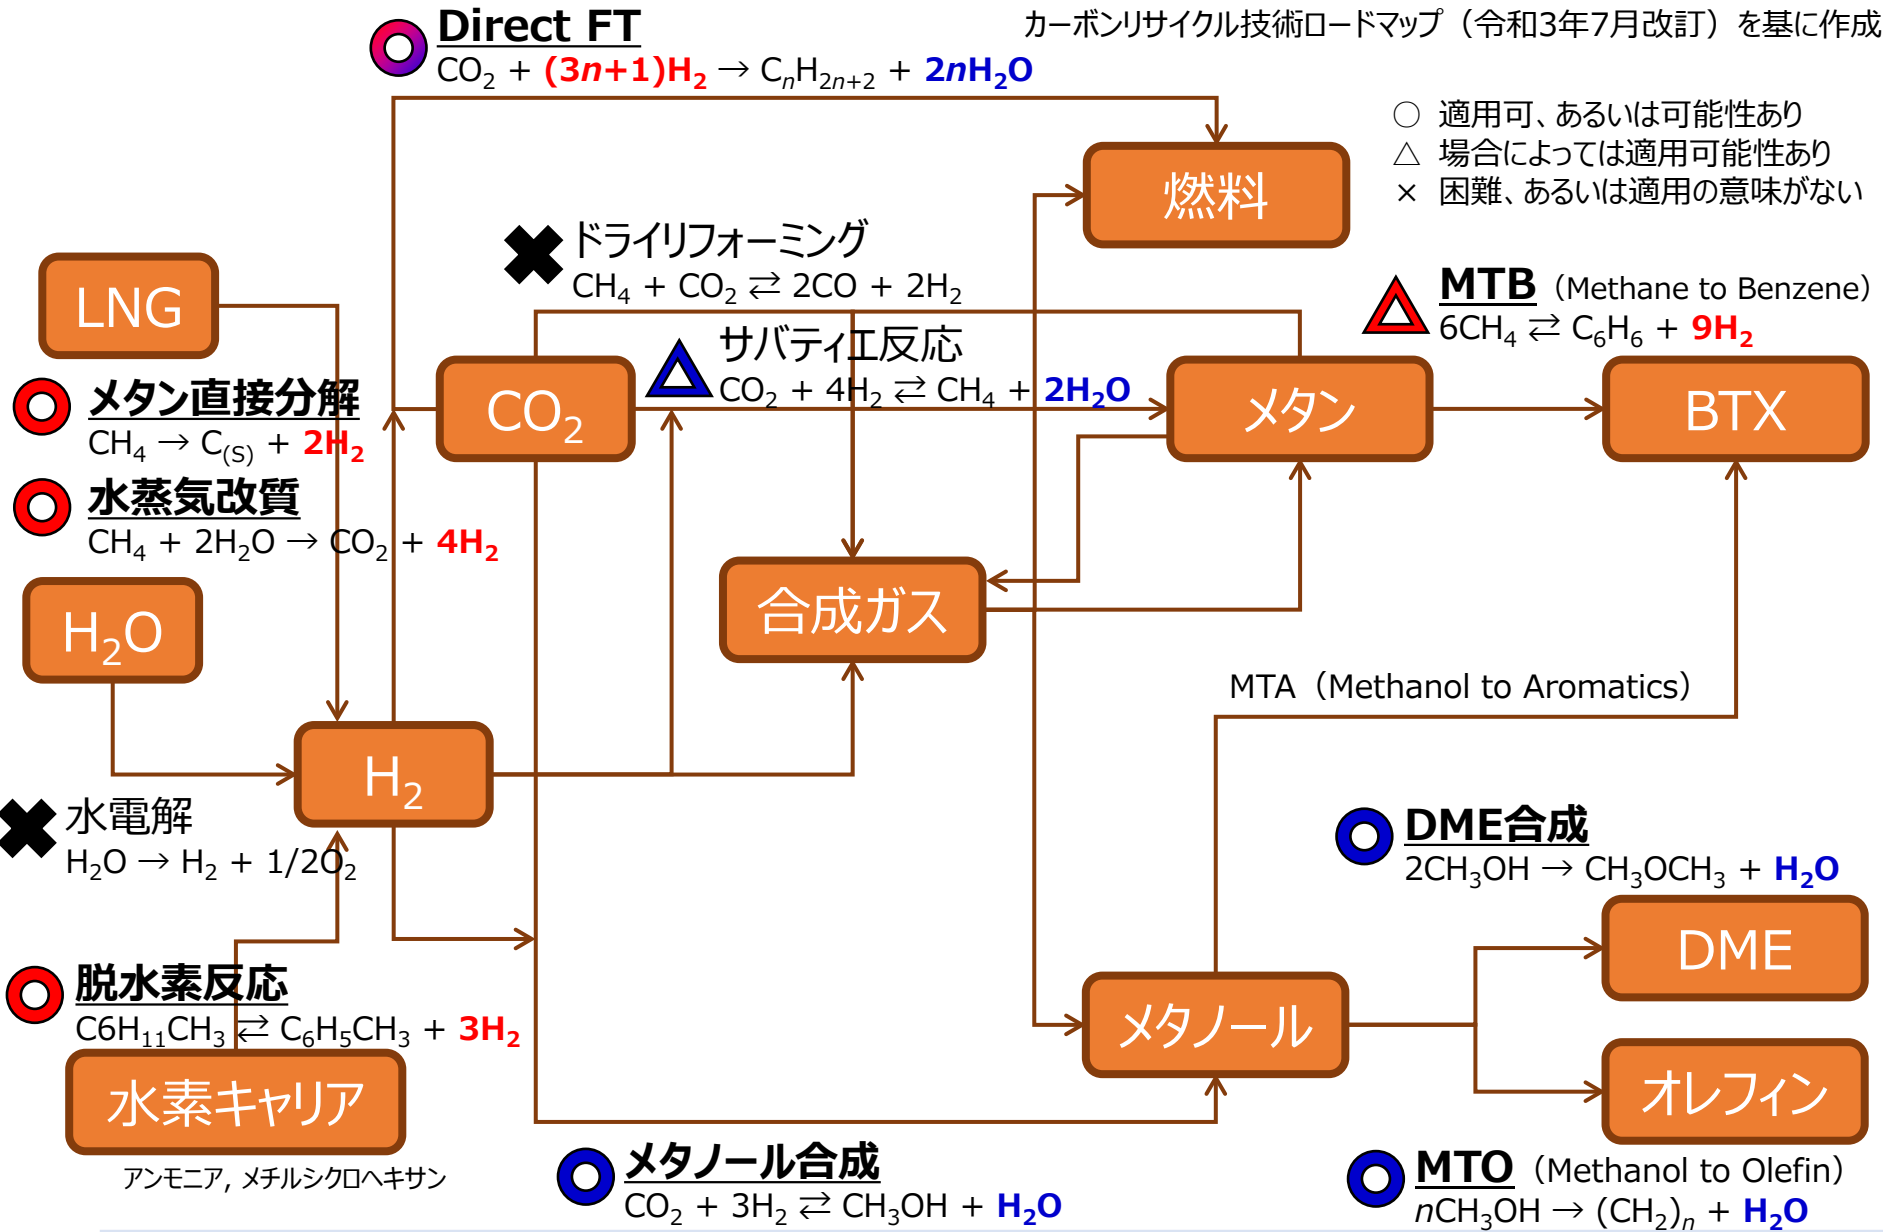 Direct FT
CO₂ + (3n+1)H₂ → CₙH₂ₙ₊₂ + 2nH₂O
カーボンリサイクル技術ロードマップ（令和3年7月改訂）を基に作成
○ 適用可、あるいは可能性あり
△ 場合によっては適用可能性あり
× 困難、あるいは適用の意味がない
燃料
ドライリフォーミング
CH₄ + CO₂ ⇄ 2CO + 2H₂
LNG
MTB（Methane to Benzene）
6CH₄ ⇄ C₆H₆ + 9H₂
サバティエ反応
CO₂ + 4H₂ ⇄ CH₄ + 2H₂O
CO₂
メタン
BTX
メタン直接分解
CH₄ → C₍S₎ + 2H₂
水蒸気改質
CH₄ + 2H₂O → CO₂ + 4H₂
合成ガス
H₂O
MTA（Methanol to Aromatics）
H₂
水電解
H₂O → H₂ + 1/2O₂
DME合成
2CH₃OH → CH₃OCH₃ + H₂O
DME
脱水素反応
C6H₁₁CH₃ ⇄ C₆H₅CH₃ + 3H₂
メタノール
水素キャリア
オレフィン
アンモニア, メチルシクロヘキサン
メタノール合成
CO₂ + 3H₂ ⇄ CH₃OH + H₂O
MTO（Methanol to Olefin）
nCH₃OH → (CH₂)ₙ + H₂O